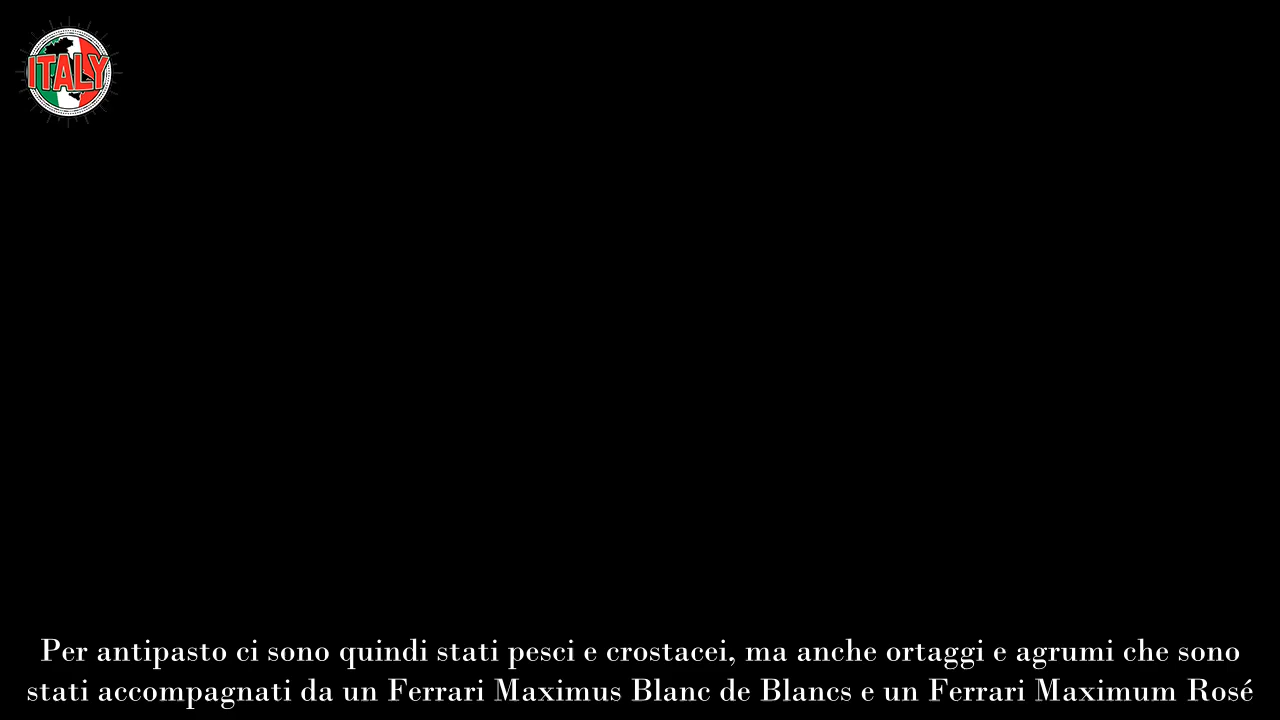 ITALY
Per antipasto ci sono quindi stati pesci e crostacei, ma anche ortaggi e agrumi che sono
stati accompagnati da un Ferrari Maximus Blanc de Blancs e un Ferrari Maximum Rosé